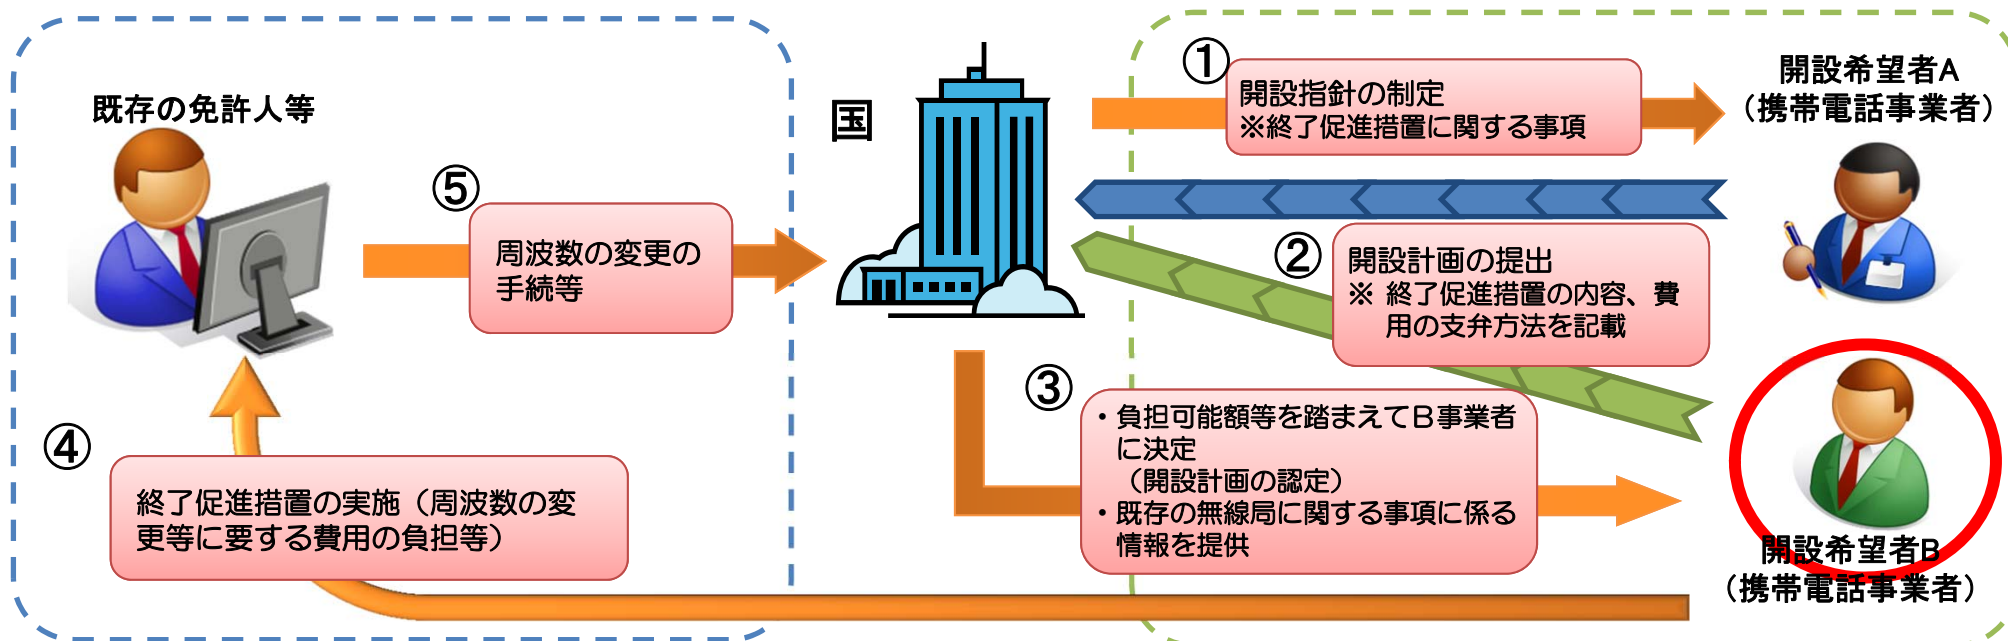 既存の免許人等
国
①
開設指針の制定
※終了促進措置に関する事項
開設希望者A
（携帯電話事業者）
⑤
周波数の変更の
手続等
②
開設計画の提出
※ 終了促進措置の内容、費
用の支弁方法を記載
③
・負担可能額等を踏まえてＢ事業者
に決定
（開設計画の認定）
・既存の無線局に関する事項に係る
情報を提供
④
終了促進措置の実施（周波数の変
更等に要する費用の負担等）
開設希望者B
（携帯電話事業者）